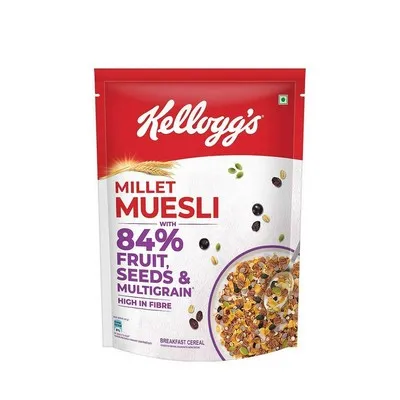 Kellogg's
MILLET
MUESLI
WITH
84%
FRUIT,
SEEDS &
MULTIGRAIN*
HIGH IN FIBRE
BREAKFAST CEREAL